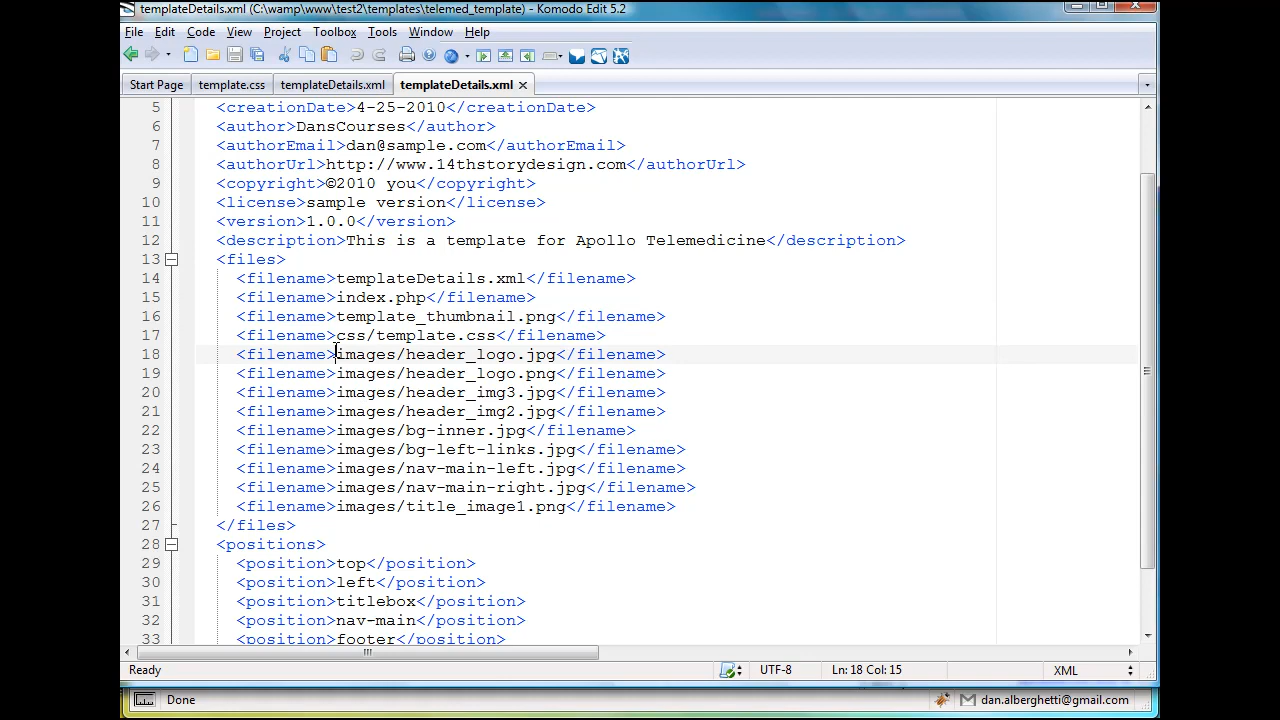 templateDetails.xml (C:\wamp\www\test2\templates\telemed_template) - Komodo Edit 5.2
File Edit Code View Project Toolbox Tools Window Help
Start Page template.css templateDetails.xml templateDetails.xml
5 <creationDate>4-25-2010</creationDate>
6 <author>DansCourses</author>
7 <authorEmail>dan@sample.com</authorEmail>
8 <authorUrl>http://www.14thstorydesign.com</authorUrl>
9 <copyright>©2010 you</copyright>
10 <license>sample version</license>
11 <version>1.0.0</version>
12 <description>This is a template for Apollo Telemedicine</description>
13 <files>
14 <filename>templateDetails.xml</filename>
15 <filename>index.php</filename>
16 <filename>template_thumbnail.png</filename>
17 <filename>css/template.css</filename>
18 <filename>images/header_logo.jpg</filename>
19 <filename>images/header_logo.png</filename>
20 <filename>images/header_img3.jpg</filename>
21 <filename>images/header_img2.jpg</filename>
22 <filename>images/bg-inner.jpg</filename>
23 <filename>images/bg-left-links.jpg</filename>
24 <filename>images/nav-main-left.jpg</filename>
25 <filename>images/nav-main-right.jpg</filename>
26 <filename>images/title_image1.png</filename>
27 </files>
28 <positions>
29 <position>top</position>
30 <position>left</position>
31 <position>titlebox</position>
32 <position>nav-main</position>
33 <position>footer</position>
Ready UTF-8 Ln: 18 Col: 15 XML
Done dan.alberghetti@gmail.com